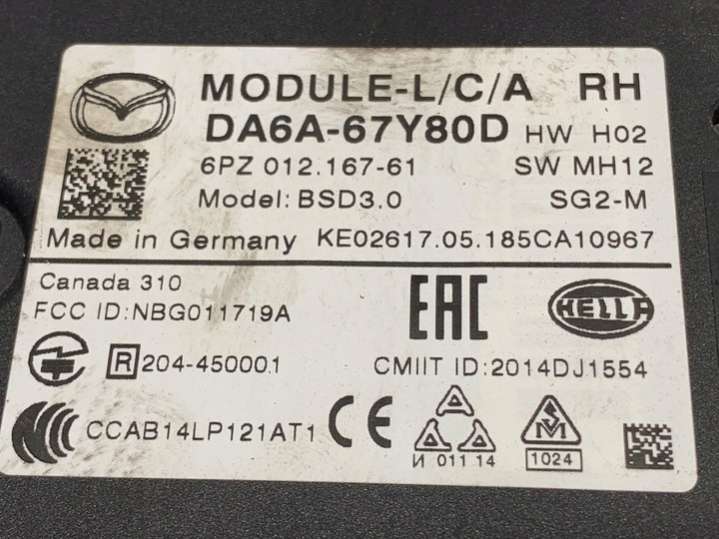 MODULE-L/C/A RH
DA6A-67Y80D HW H02
6PZ 012.167-61 SW MH12
Model: BSD3.0 SG2-M
Made in Germany KE02617.05.185CA10967
Canada 310
FCC ID:NBG011719A
EAC
HELLA
R 204-450001
CMIIT ID:2014DJ1554
CCAB14LP121AT1
CE
A A A
И 011 14
M
1024